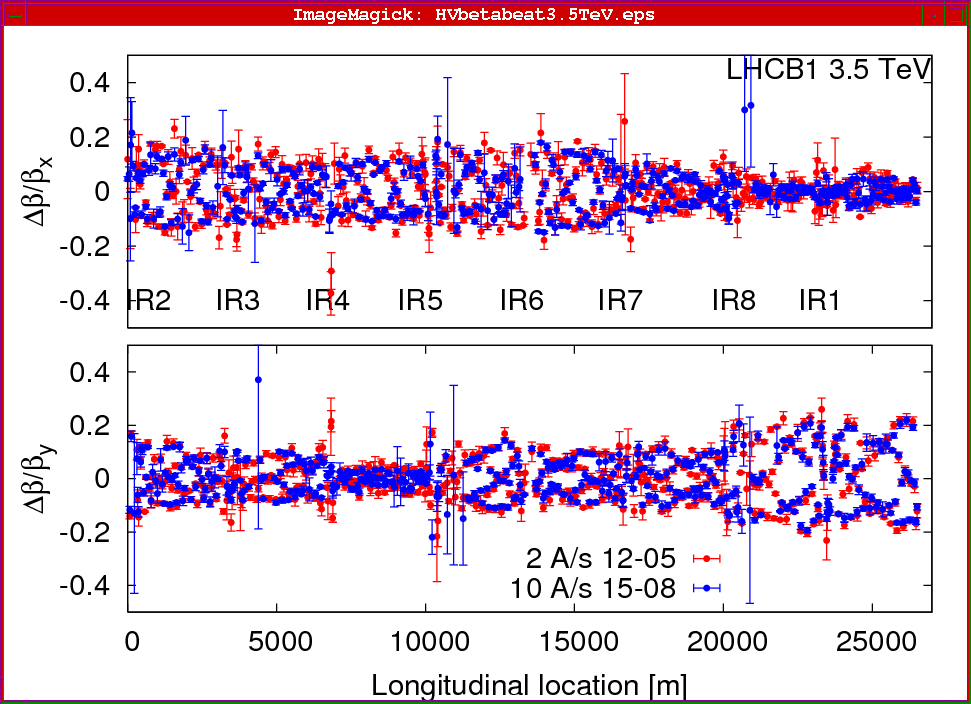 ImageMagick: HVbetabeat3.5TeV.eps
LHCB1 3.5 TeV
0.4
0.2
0
-0.2
-0.4
Δβ/βx
IR2 IR3 IR4 IR5 IR6 IR7 IR8 IR1
0.4
0.2
0
-0.2
-0.4
Δβ/βy
2 A/s 12-05
10 A/s 15-08
0 5000 10000 15000 20000 25000
Longitudinal location [m]